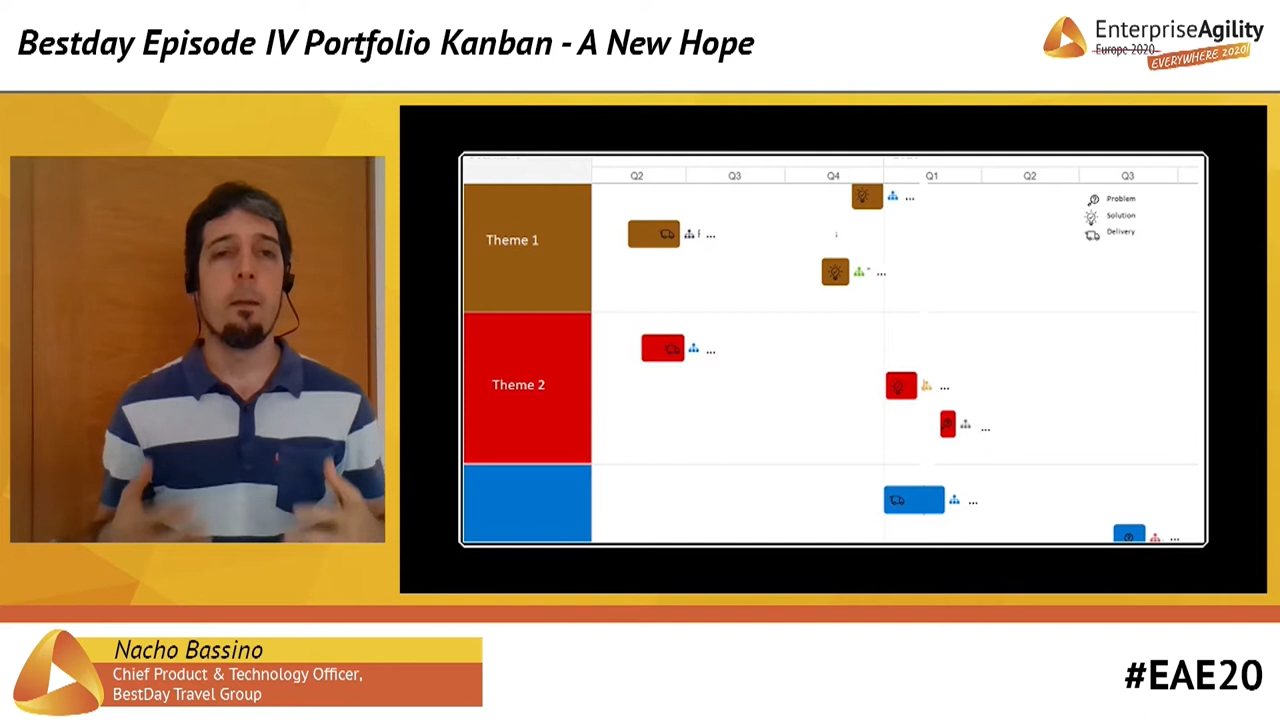 Bestday Episode IV Portfolio Kanban - A New Hope
EnterpriseAgility
Europe 2020
EVERYWHERE 2020!
Q2 Q3 Q4 Q1 Q2 Q3
Problem
Solution
Delivery
Theme 1
...
...
...
Theme 2
...
...
...
...
...
Nacho Bassino
Chief Product & Technology Officer,
BestDay Travel Group
#EAE20